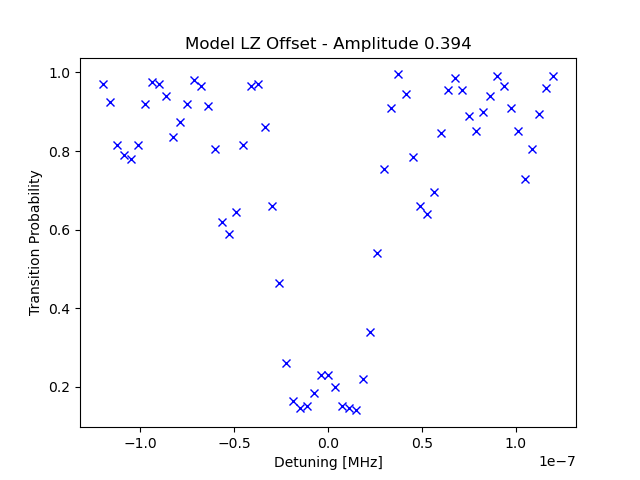 Model LZ Offset - Amplitude 0.394
1.0
0.8
0.6
0.4
0.2
Transition Probability
−1.0 −0.5 0.0 0.5 1.0
1e−7
Detuning [MHz]